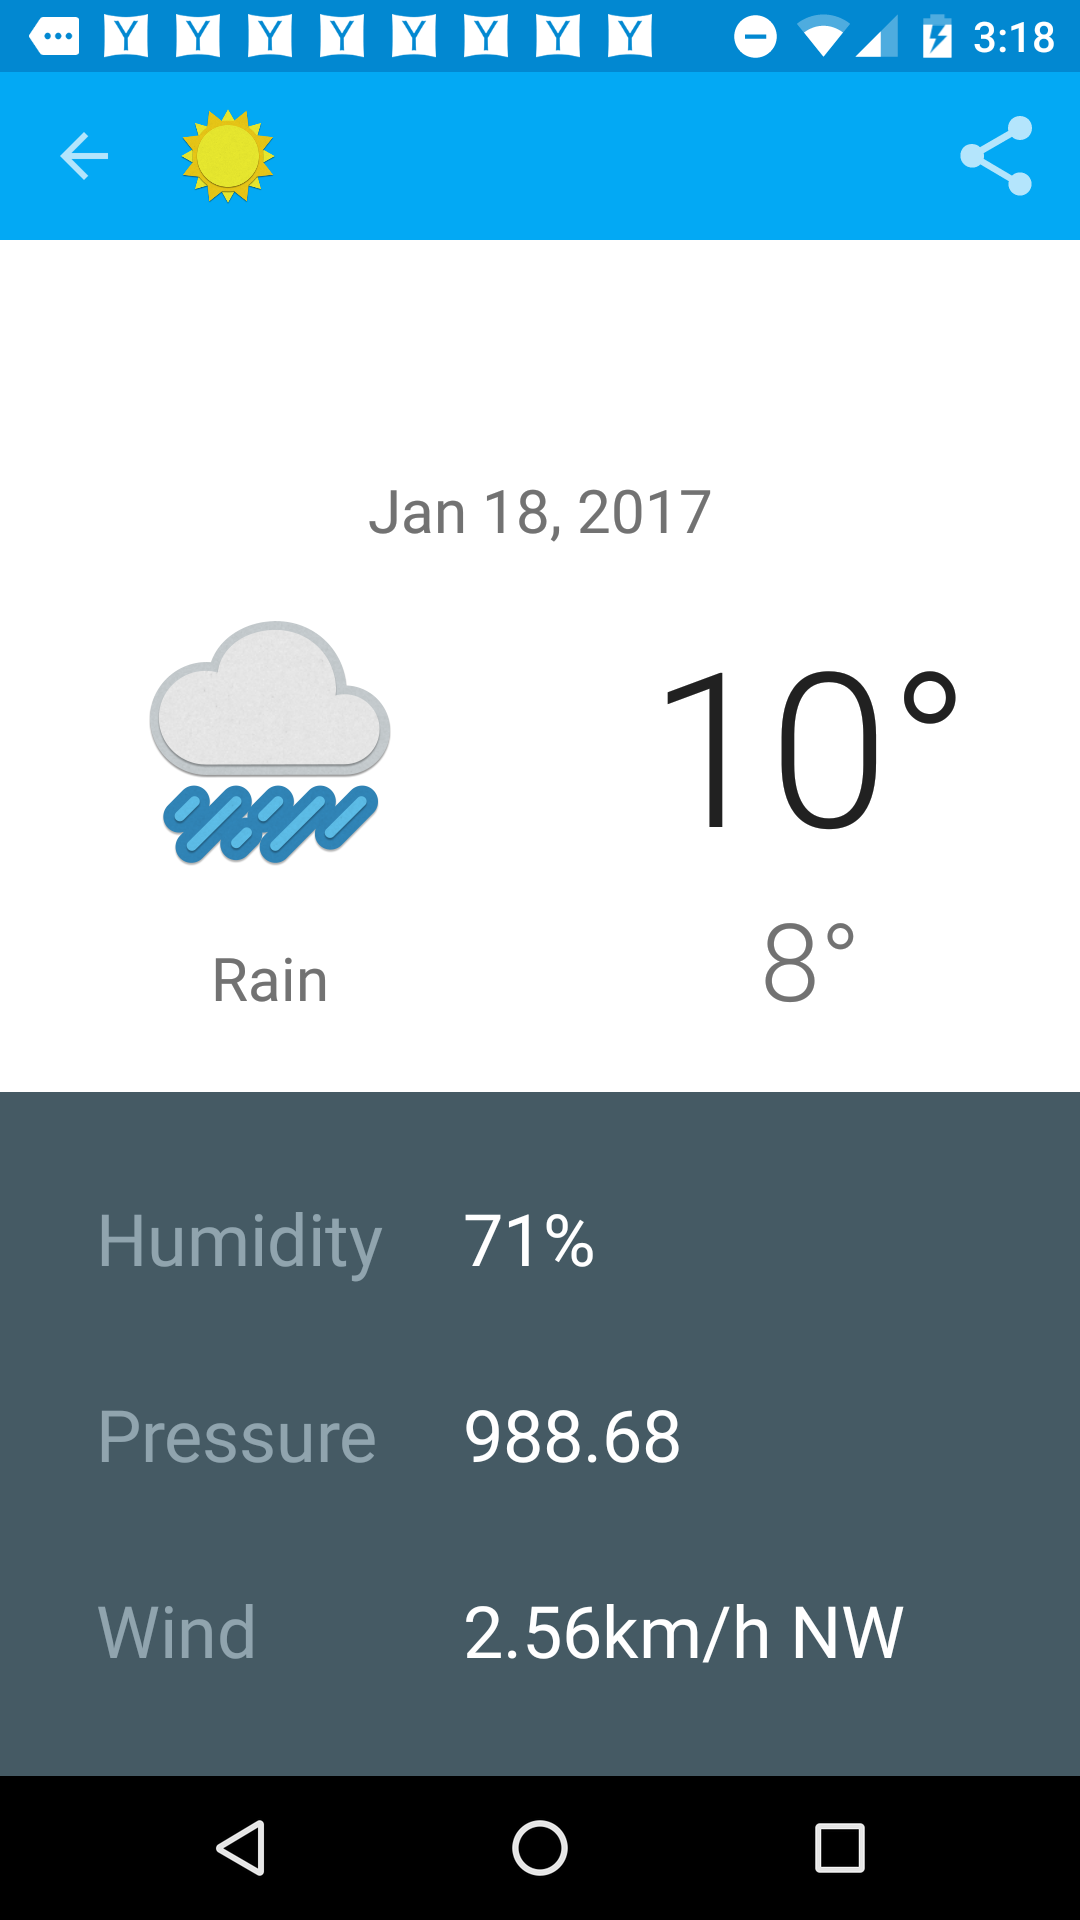 Y Y Y Y Y Y Y Y 3:18
Jan 18, 2017
10°
8°
Rain
Humidity 71%
Pressure 988.68
Wind 2.56km/h NW